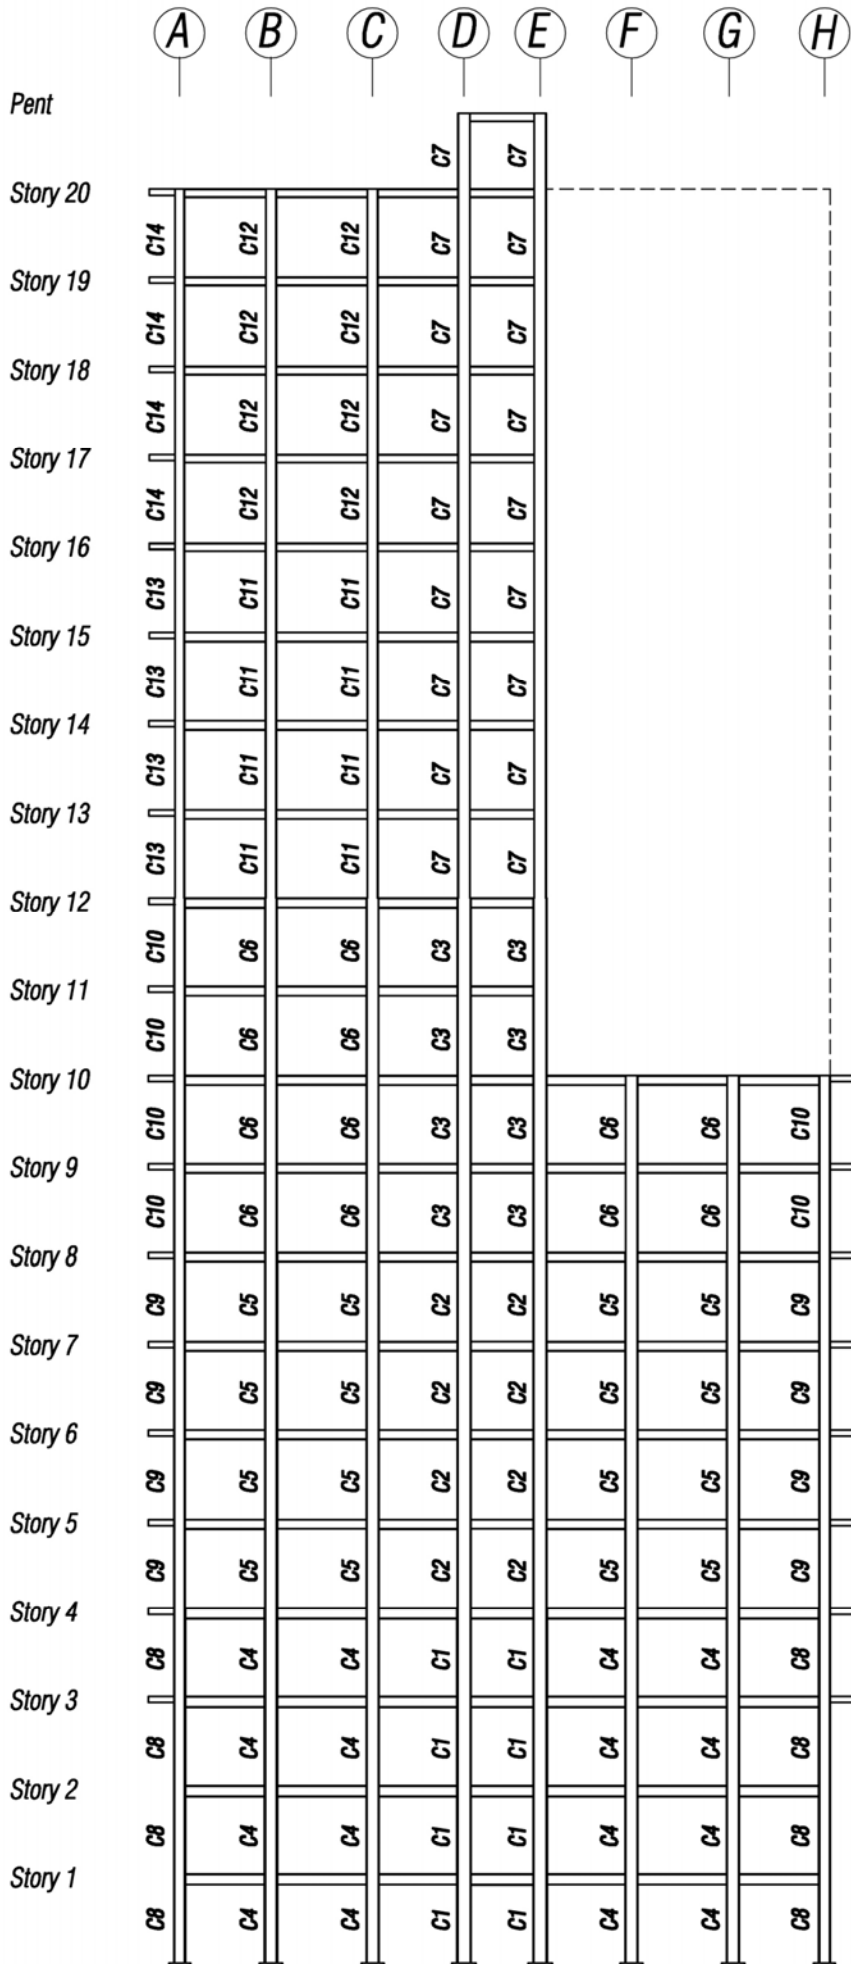 A B C D E F G H
Pent
C7 C7
Story 20
C14 C12 C12 C7 C7
Story 19
C14 C12 C12 C7 C7
Story 18
C14 C12 C12 C7 C7
Story 17
C14 C12 C12 C7 C7
Story 16
C13 C11 C11 C7 C7
Story 15
C13 C11 C11 C7 C7
Story 14
C13 C11 C11 C7 C7
Story 13
C13 C11 C11 C7 C7
Story 12
C10 C6 C6 C3 C3
Story 11
C10 C6 C6 C3 C3
Story 10
C10 C6 C6 C3 C3 C6 C6 C10
Story 9
C10 C6 C6 C3 C3 C6 C6 C10
Story 8
C9 C5 C5 C2 C2 C5 C5 C9
Story 7
C9 C5 C5 C2 C2 C5 C5 C9
Story 6
C9 C5 C5 C2 C2 C5 C5 C9
Story 5
C9 C5 C5 C2 C2 C5 C5 C9
Story 4
C8 C4 C4 C1 C1 C4 C4 C8
Story 3
C8 C4 C4 C1 C1 C4 C4 C8
Story 2
C8 C4 C4 C1 C1 C4 C4 C8
Story 1
C8 C4 C4 C1 C1 C4 C4 C8